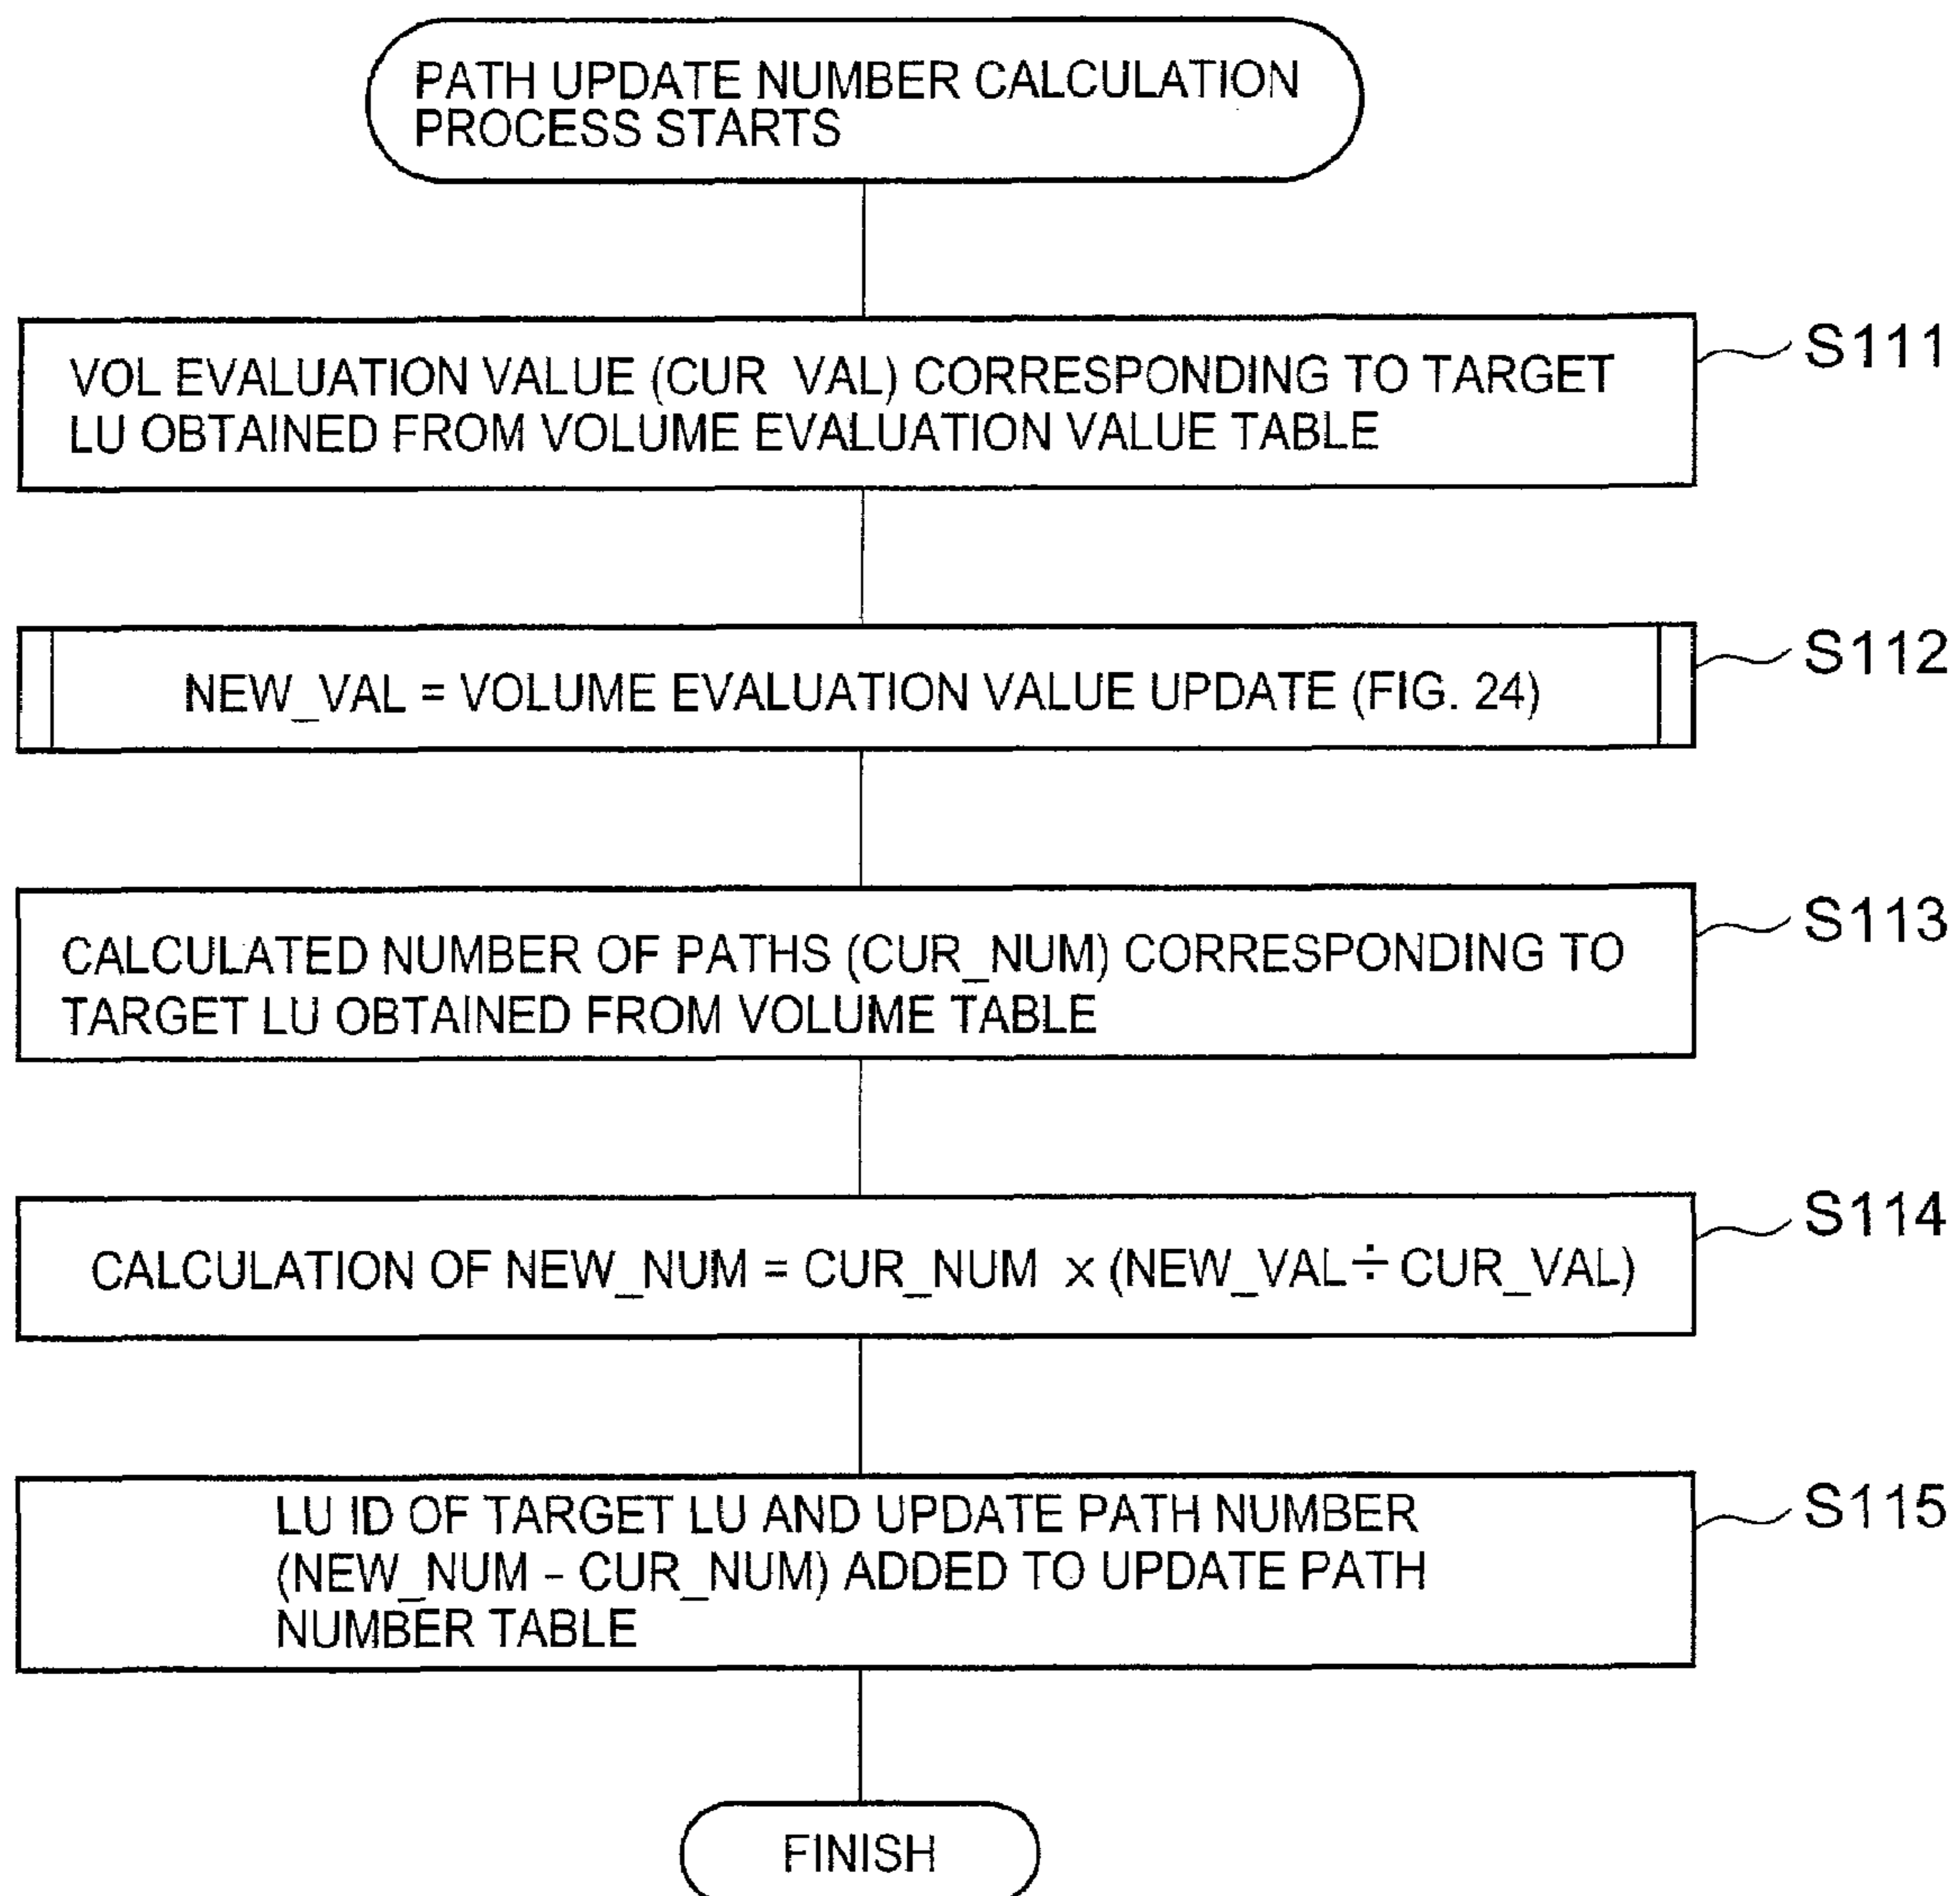 PATH UPDATE NUMBER CALCULATION
PROCESS STARTS
VOL EVALUATION VALUE (CUR_VAL) CORRESPONDING TO TARGET
LU OBTAINED FROM VOLUME EVALUATION VALUE TABLE
S111
NEW_VAL = VOLUME EVALUATION VALUE UPDATE (FIG. 24)
S112
CALCULATED NUMBER OF PATHS (CUR_NUM) CORRESPONDING TO
TARGET LU OBTAINED FROM VOLUME TABLE
S113
CALCULATION OF NEW_NUM = CUR_NUM × (NEW_VAL ÷ CUR_VAL)
S114
LU ID OF TARGET LU AND UPDATE PATH NUMBER
(NEW_NUM - CUR_NUM) ADDED TO UPDATE PATH
NUMBER TABLE
S115
FINISH